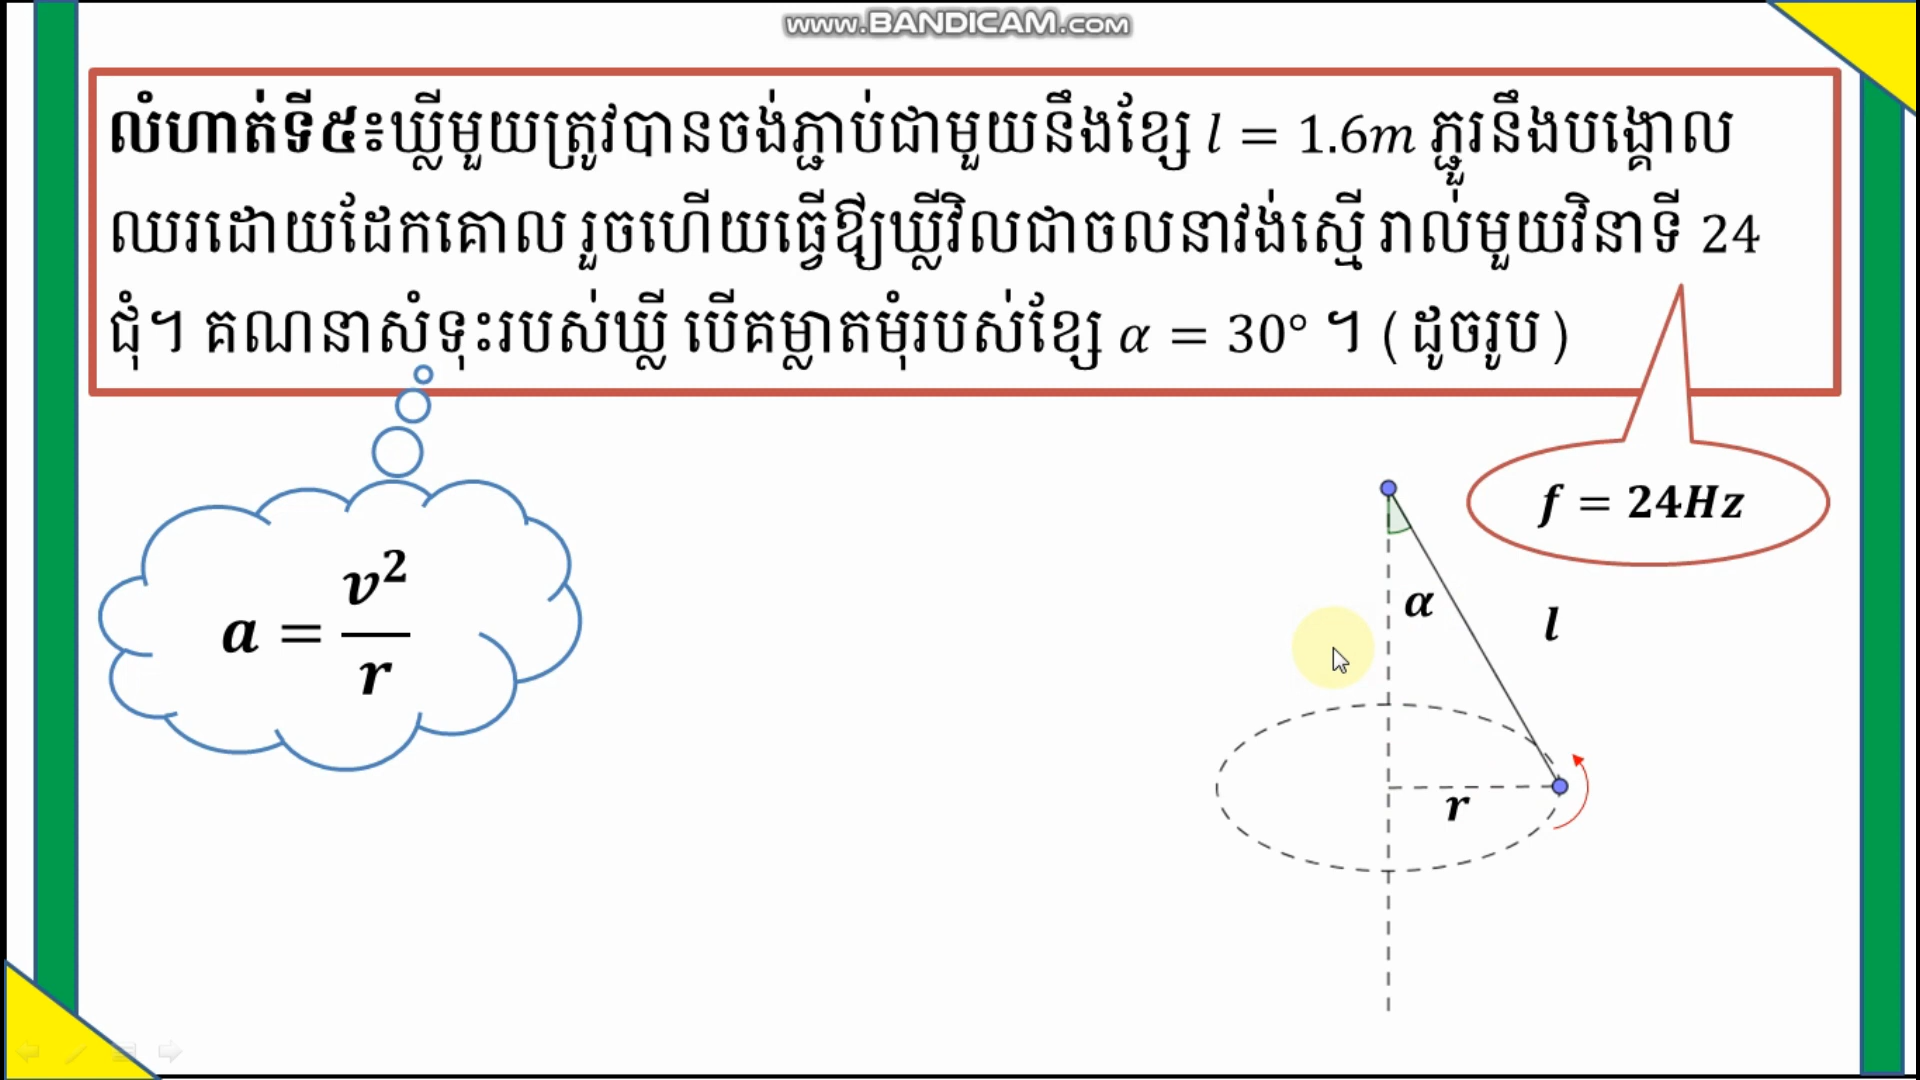 www.BANDICAM.com
លំហាត់ទី៥៖ឃ្លីមួយត្រូវបានចង់ភ្ជាប់ជាមួយនឹងខ្សែ l = 1.6m ភ្ជួរនឹងបង្គោល
ឈរដោយដែកគោល រួចហើយធ្វើឱ្យឃ្លីវិលជាចលនាវង់ស្មើ រាល់មួយវិនាទី 24
ជុំ។ គណនាសំទុះរបស់ឃ្លី បើគម្លាតមុំរបស់ខ្សែ α = 30° ។ ( ដូចរូប )
f = 24Hz
a = v²/r
α
l
r